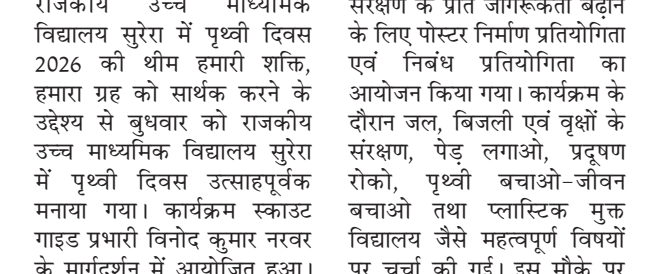 राजकीय उच्च माध्यमिक
विद्यालय सुरेरा में पृथ्वी दिवस
2026 की थीम हमारी शक्ति,
हमारा ग्रह को सार्थक करने के
उद्देश्य से बुधवार को राजकीय
उच्च माध्यमिक विद्यालय सुरेरा
में पृथ्वी दिवस उत्साहपूर्वक
मनाया गया। कार्यक्रम स्काउट
गाइड प्रभारी विनोद कुमार नरवर
के मार्गदर्शन में आयोजित हुआ।
संरक्षण के प्रति जागरूकता बढ़ाने
के लिए पोस्टर निर्माण प्रतियोगिता
एवं निबंध प्रतियोगिता का
आयोजन किया गया। कार्यक्रम के
दौरान जल, बिजली एवं वृक्षों के
संरक्षण, पेड़ लगाओ, प्रदूषण
रोको, पृथ्वी बचाओ-जीवन
बचाओ तथा प्लास्टिक मुक्त
विद्यालय जैसे महत्वपूर्ण विषयों
पर चर्चा की गई। इस मौके पर